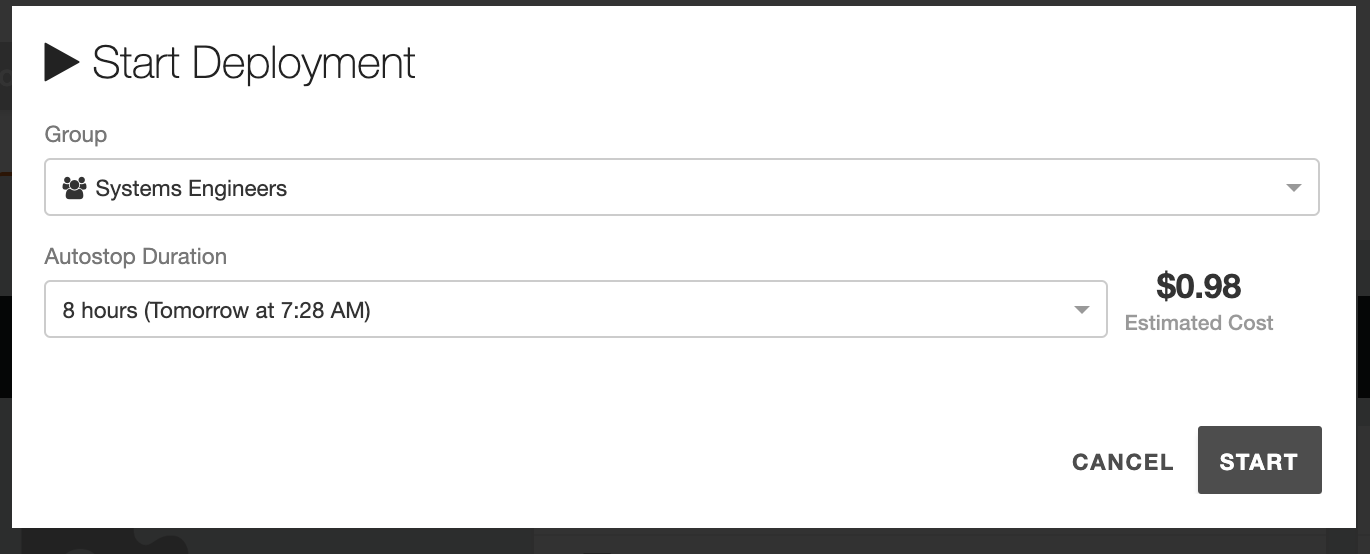 Start Deployment
Group
Systems Engineers
Autostop Duration
8 hours (Tomorrow at 7:28 AM)
$0.98
Estimated Cost
CANCEL
START